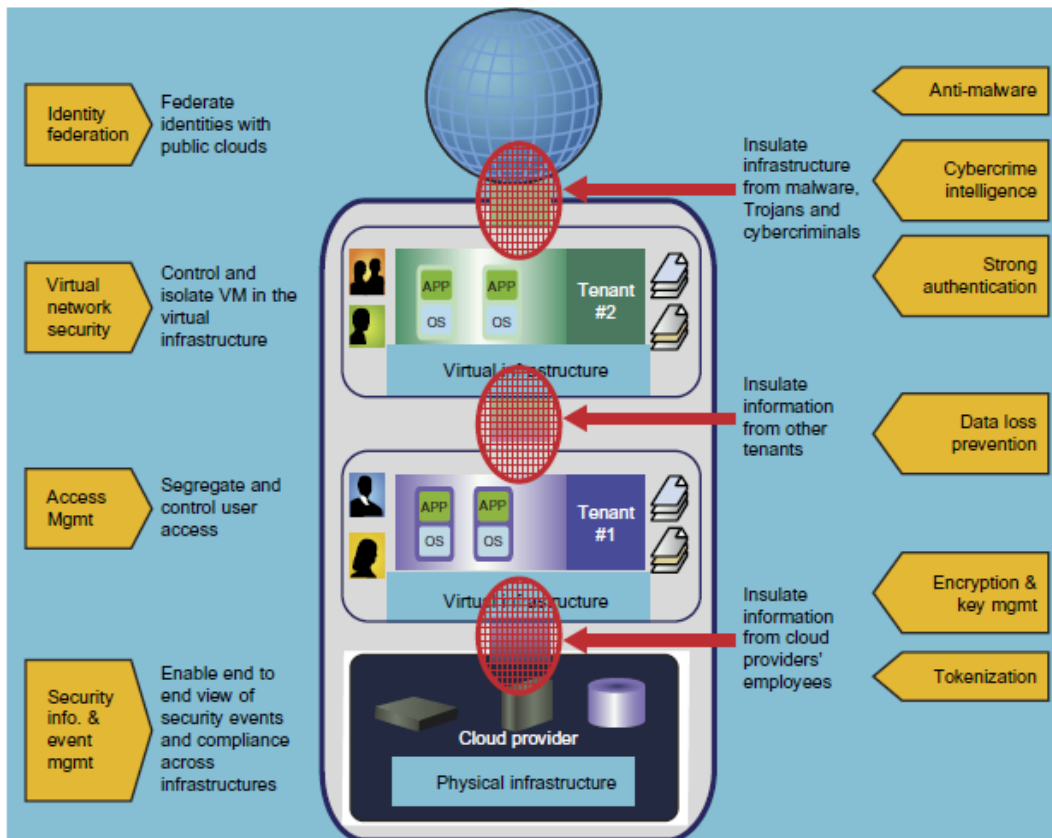 Identity
federation
Federate
identities with
public clouds
Virtual
network
security
Control and
isolate VM in the
virtual
infrastructure
Access
Mgmt
Segregate and
control user
access
Security
info. &
event
mgmt
Enable end to
end view of
security events
and compliance
across
infrastructures
APP
OS
APP
OS
Tenant
#2
Virtual infrastructure
APP
OS
APP
OS
Tenant
#1
Virtual infrastructure
Cloud provider
Physical infrastructure
Insulate
infrastructure
from malware,
Trojans and
cybercriminals
Insulate
information
from other
tenants
Insulate
information
from cloud
providers'
employees
Anti-malware
Cybercrime
intelligence
Strong
authentication
Data loss
prevention
Encryption &
key mgmt
Tokenization